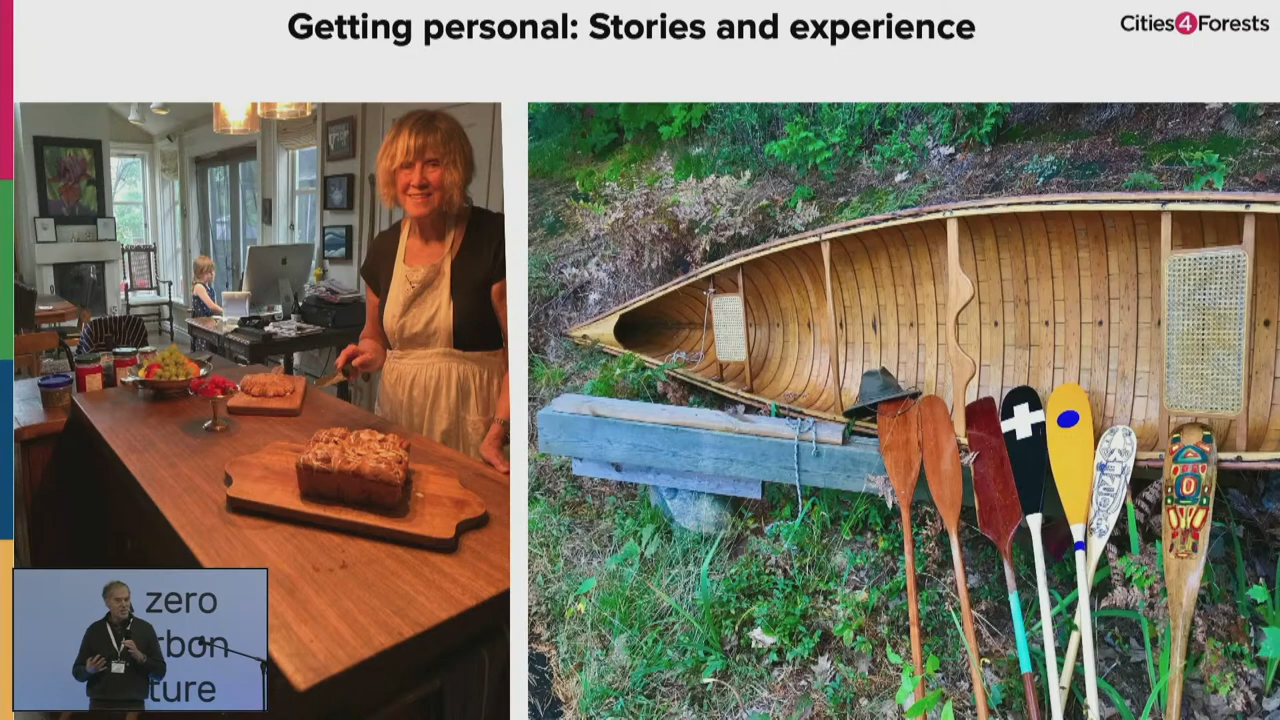 Getting personal: Stories and experience
Cities4Forests
zero
rbon
ture